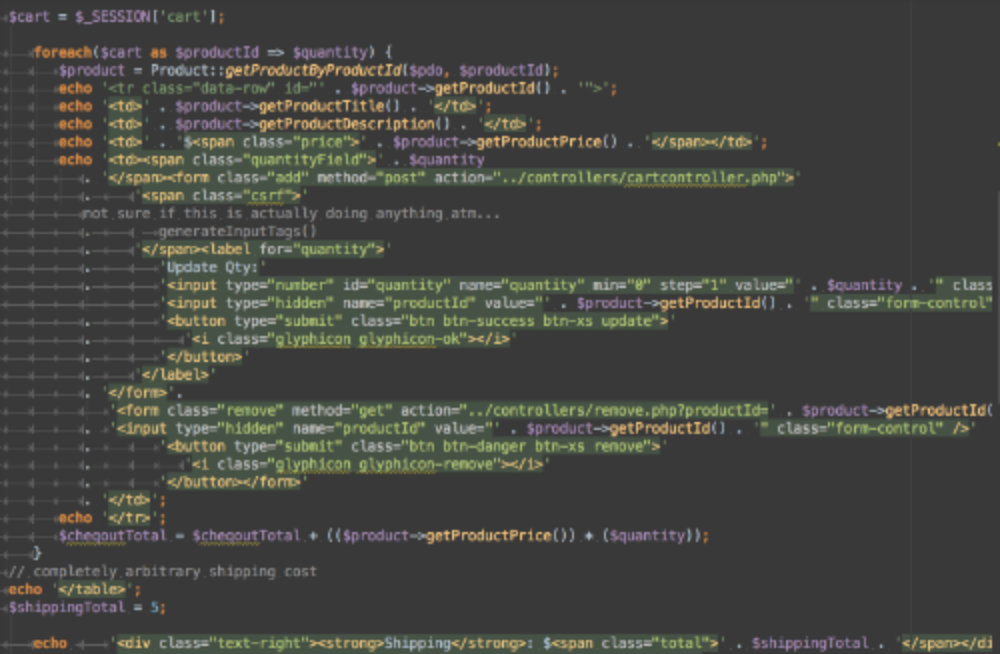 $cart = $_SESSION['cart'];
foreach($cart as $productId => $quantity) {
$product = Product::getProductByProductId($pdo, $productId);
echo '<tr class="data-row" id="' . $product->getProductId() . '">';
echo '<td>' . $product->getProductTitle() . '</td>';
echo '<td>' . $product->getProductDescription() . '</td>';
echo '<td>' . '$<span class="price">' . $product->getProductPrice() . '</span></td>';
echo '<td><span class="quantityField">' . $quantity
. '</span><form class="add" method="post" action="../controllers/cartcontroller.php">'
. '<span class="csrf">'
not sure if this is actually doing anything atm...
. generateInputTags()
. '</span><label for="quantity">'
. 'Update Qty:'
. '<input type="number" id="quantity" name="quantity" min="0" step="1" value="' . $quantity . '" class
. '<input type="hidden" name="productId" value="' . $product->getProductId() . '" class="form-control"
. '<button type="submit" class="btn btn-success btn-xs update">'
. '<i class="glyphicon glyphicon-ok"></i>'
. '</button>'
. '</label>'
. '</form>'.
'<form class="remove" method="get" action="../controllers/remove.php?productId=' . $product->getProductId(
. '<input type="hidden" name="productId" value="' . $product->getProductId() . '" class="form-control" />'
. '<button type="submit" class="btn btn-danger btn-xs remove">'
. '<i class="glyphicon glyphicon-remove"></i>'
. '</button></form>'
. '</td>';
echo '</tr>';
$cheqoutTotal = $cheqoutTotal + (($product->getProductPrice()) * ($quantity));
}
// completely arbitrary shipping cost
echo '</table>';
$shippingTotal = 5;
echo '<div class="text-right"><strong>Shipping</strong>: $<span class="total">' . $shippingTotal . '</span></di